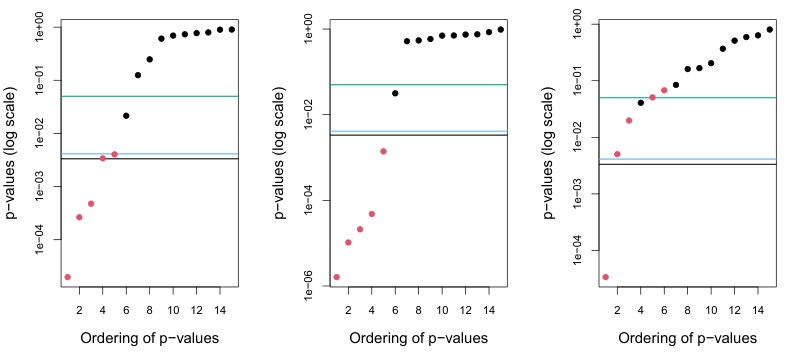 1e+00
1e−01
1e−02
1e−03
1e−04
p−values (log scale)
2 4 6 8 10 12 14
Ordering of p−values
1e+00
1e−02
1e−04
1e−06
p−values (log scale)
2 4 6 8 10 12 14
Ordering of p−values
1e+00
1e−01
1e−02
1e−03
1e−04
p−values (log scale)
2 4 6 8 10 12 14
Ordering of p−values